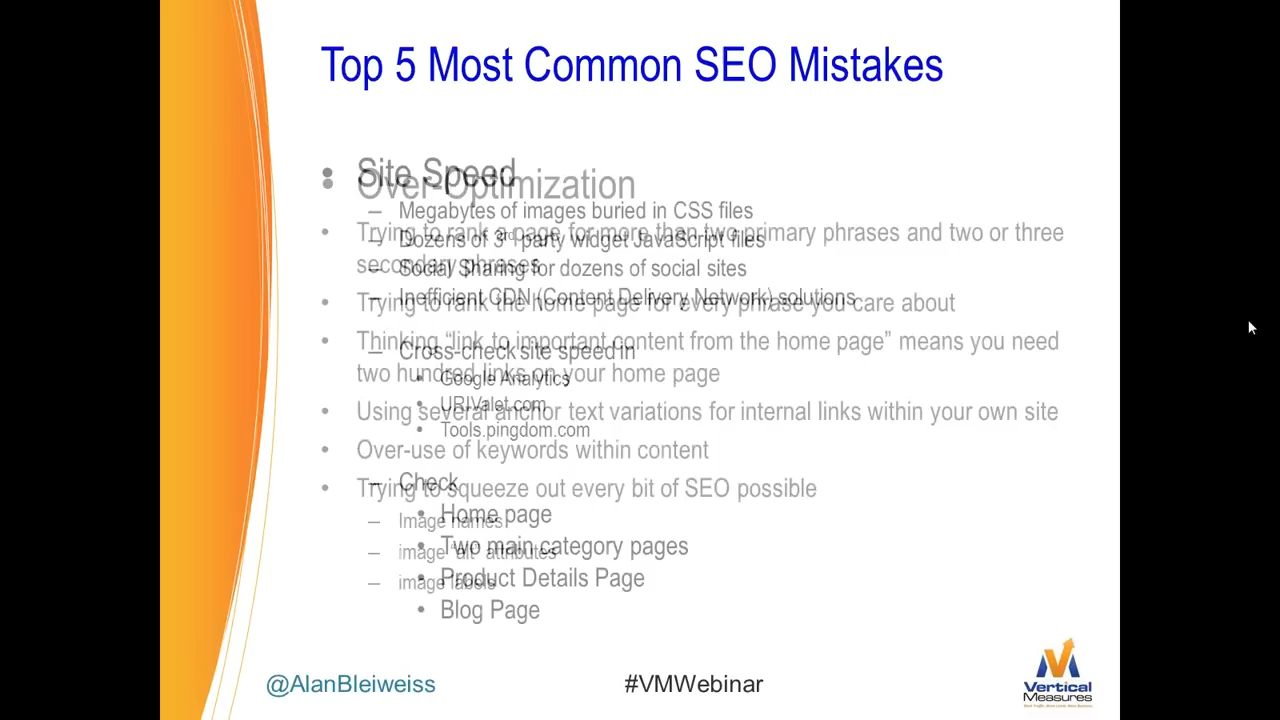 Top 5 Most Common SEO Mistakes
• Site Speed
– Megabytes of images buried in CSS files
– Dozens of 3rd party widget JavaScript files
– Social Sharing for dozens of social sites
– Inefficient CDN (Content Delivery Network) solutions
– Cross-check site speed in
• Google Analytics
• URIValet.com
• Tools.pingdom.com
– Check
• Home page
• Two main category pages
• Product Details Page
• Blog Page
• Over-Optimization
• Trying to rank a page for more than two primary phrases and two or three
secondary phrases
• Trying to rank the home page for every phrase you care about
• Thinking “link to important content from the home page” means you need
two hundred links on your home page
• Using several anchor text variations for internal links within your own site
• Over-use of keywords within content
• Trying to squeeze out every bit of SEO possible
– Image names
– image “alt” attributes
– image labels
@AlanBleiweiss
#VMWebinar
Vertical
Measures